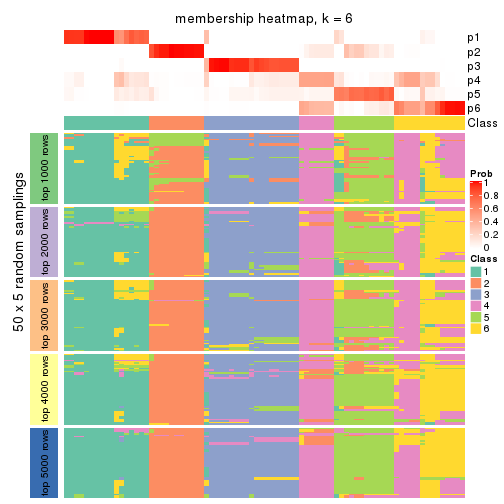 membership heatmap, k = 6
p1
p2
p3
p4
p5
p6
Class
50 x 5 random samplings
top 1000 rows
top 2000 rows
top 3000 rows
top 4000 rows
top 5000 rows
Prob
1
0.8
0.6
0.4
0.2
0
Class
1
2
3
4
5
6